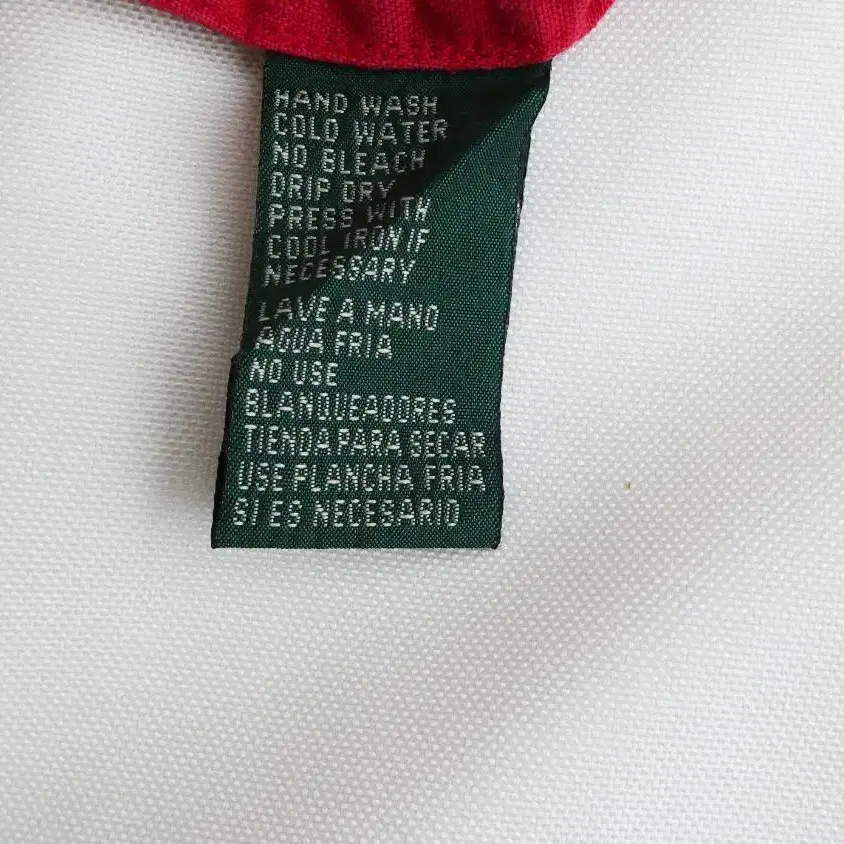 HAND WASH
COLD WATER
NO BLEACH
DRIP DRY
PRESS WITH
COOL IRON IF
NECESSARY
LAVE A MANO
AGUA FRIA
NO USE
BLANQUEADORES
TIENDA PARA SECAR
USE PLANCHA FRIA
SI ES NECESARIO